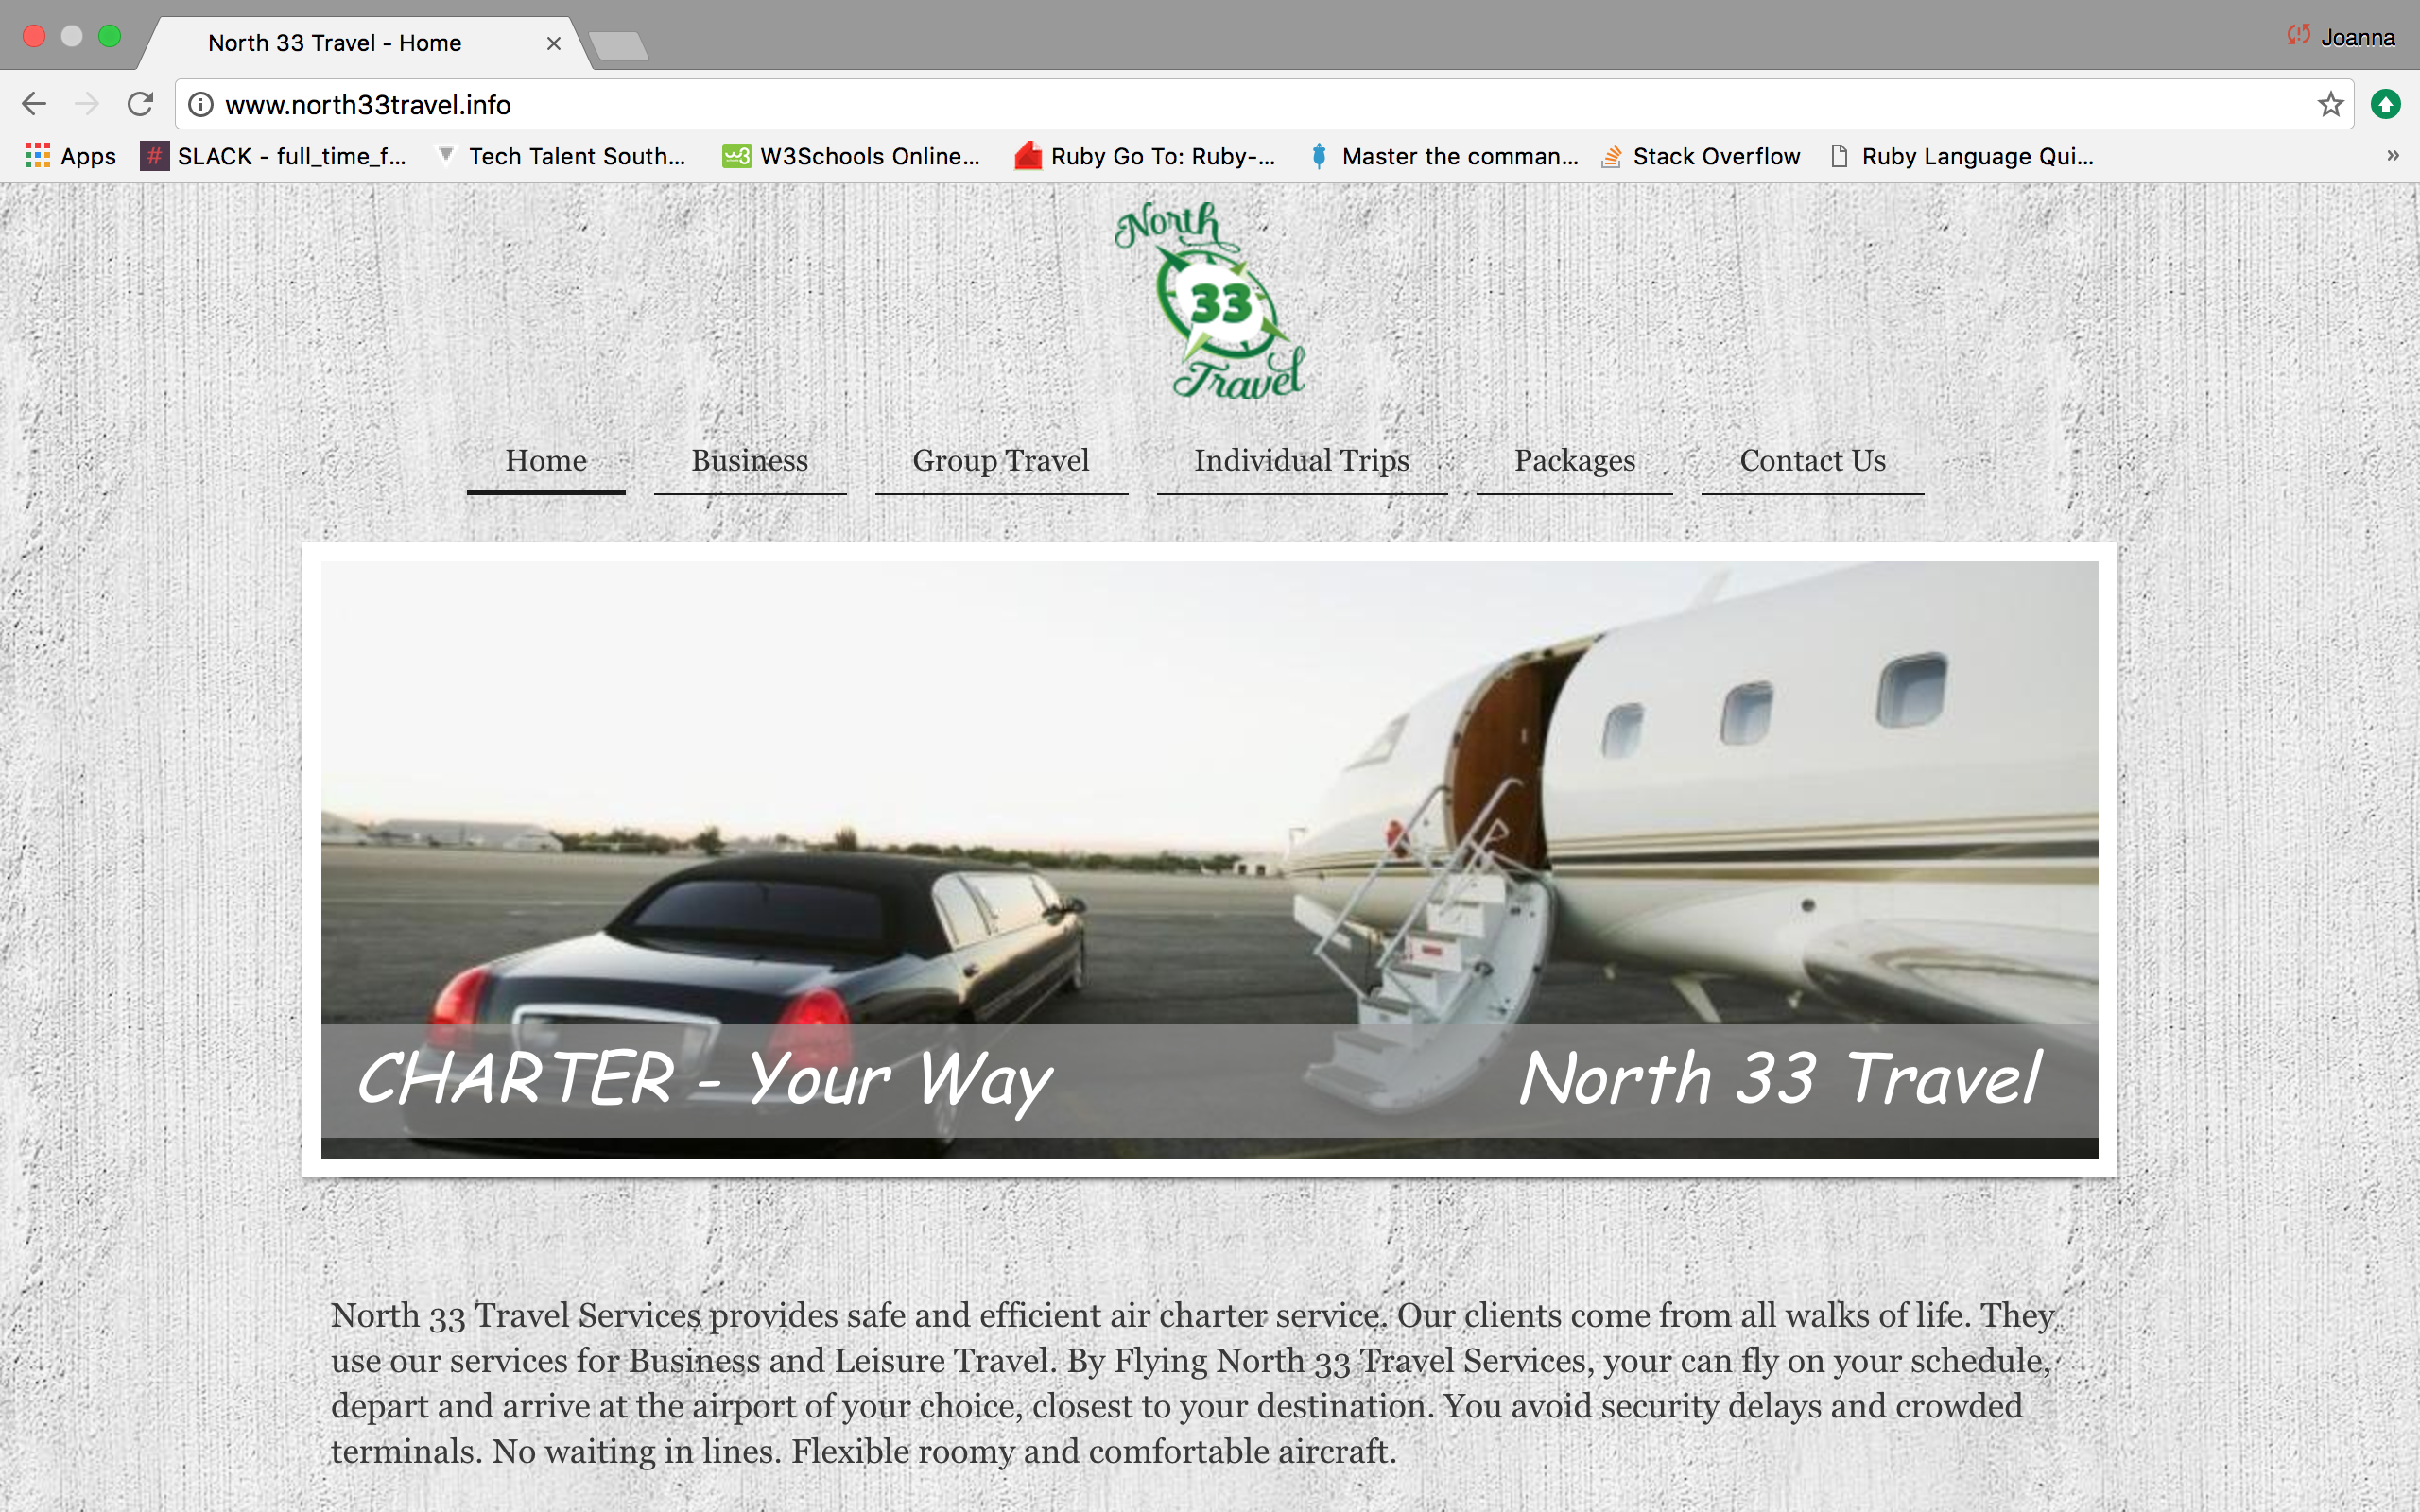 North 33 Travel - Home
Joanna
www.north33travel.info
Apps
# SLACK - full_time_f...
Tech Talent South...
w3 W3Schools Online...
Ruby Go To: Ruby-...
Master the comman...
Stack Overflow
Ruby Language Qui...
»
North
33
Travel
Home Business Group Travel Individual Trips Packages Contact Us
CHARTER - Your Way North 33 Travel
North 33 Travel Services provides safe and efficient air charter service. Our clients come from all walks of life. They
use our services for Business and Leisure Travel. By Flying North 33 Travel Services, your can fly on your schedule,
depart and arrive at the airport of your choice, closest to your destination. You avoid security delays and crowded
terminals. No waiting in lines. Flexible roomy and comfortable aircraft.